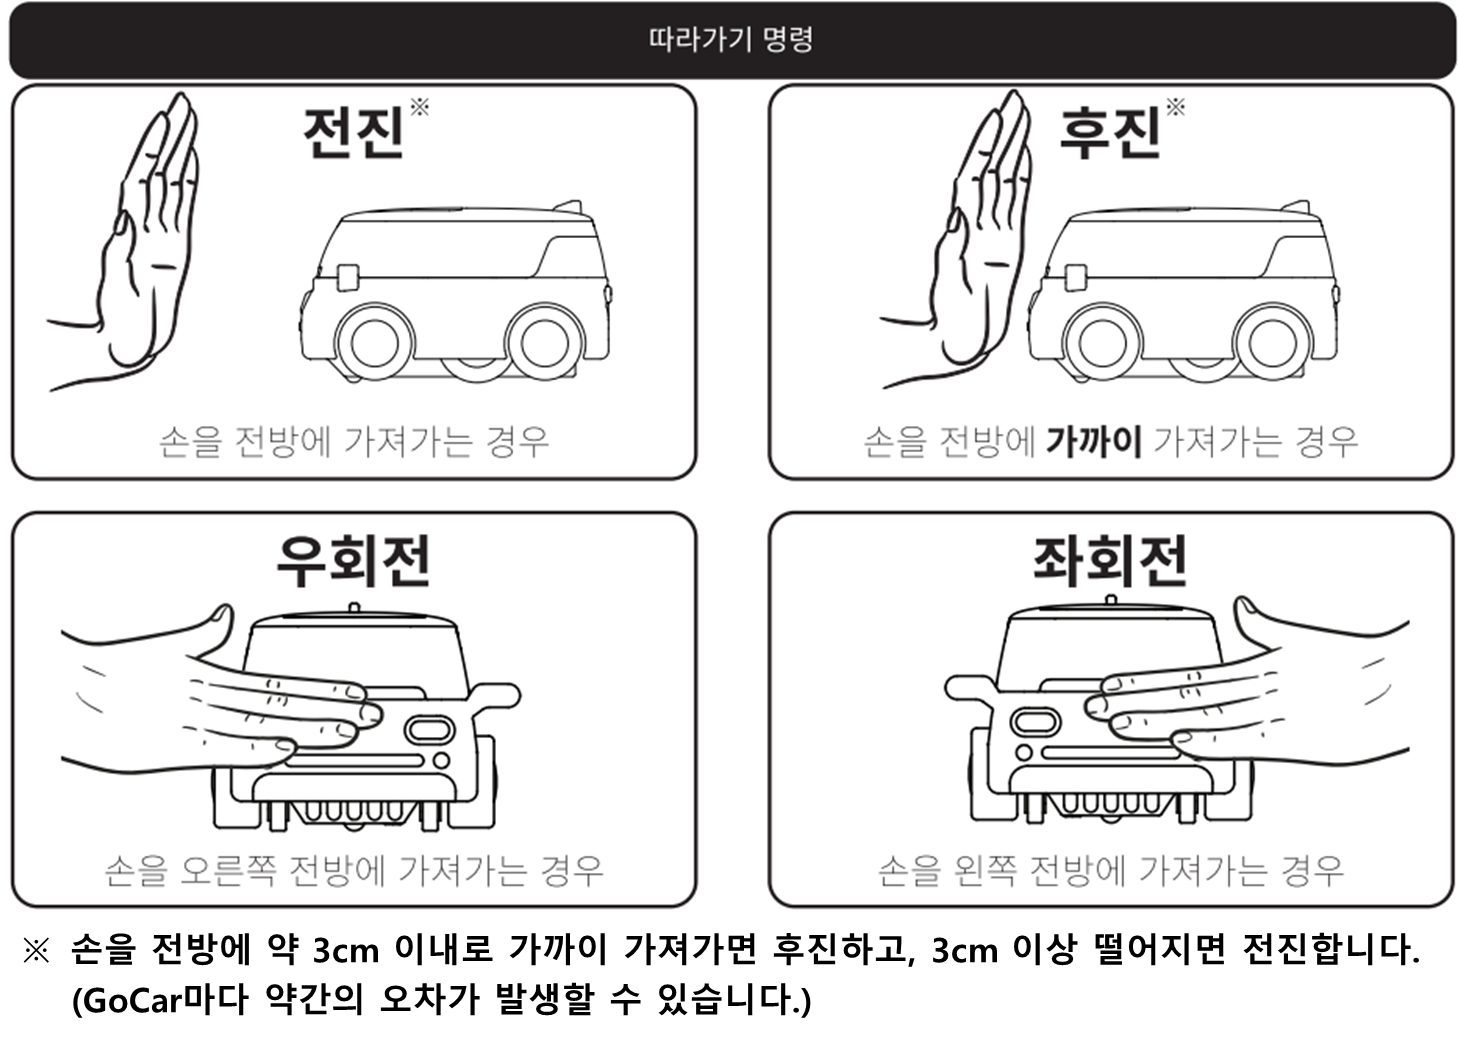 따라가기 명령
전진※
손을 전방에 가져가는 경우
후진※
손을 전방에 가까이 가져가는 경우
우회전
손을 오른쪽 전방에 가져가는 경우
좌회전
손을 왼쪽 전방에 가져가는 경우
※ 손을 전방에 약 3cm 이내로 가까이 가져가면 후진하고, 3cm 이상 떨어지면 전진합니다.
(GoCar마다 약간의 오차가 발생할 수 있습니다.)